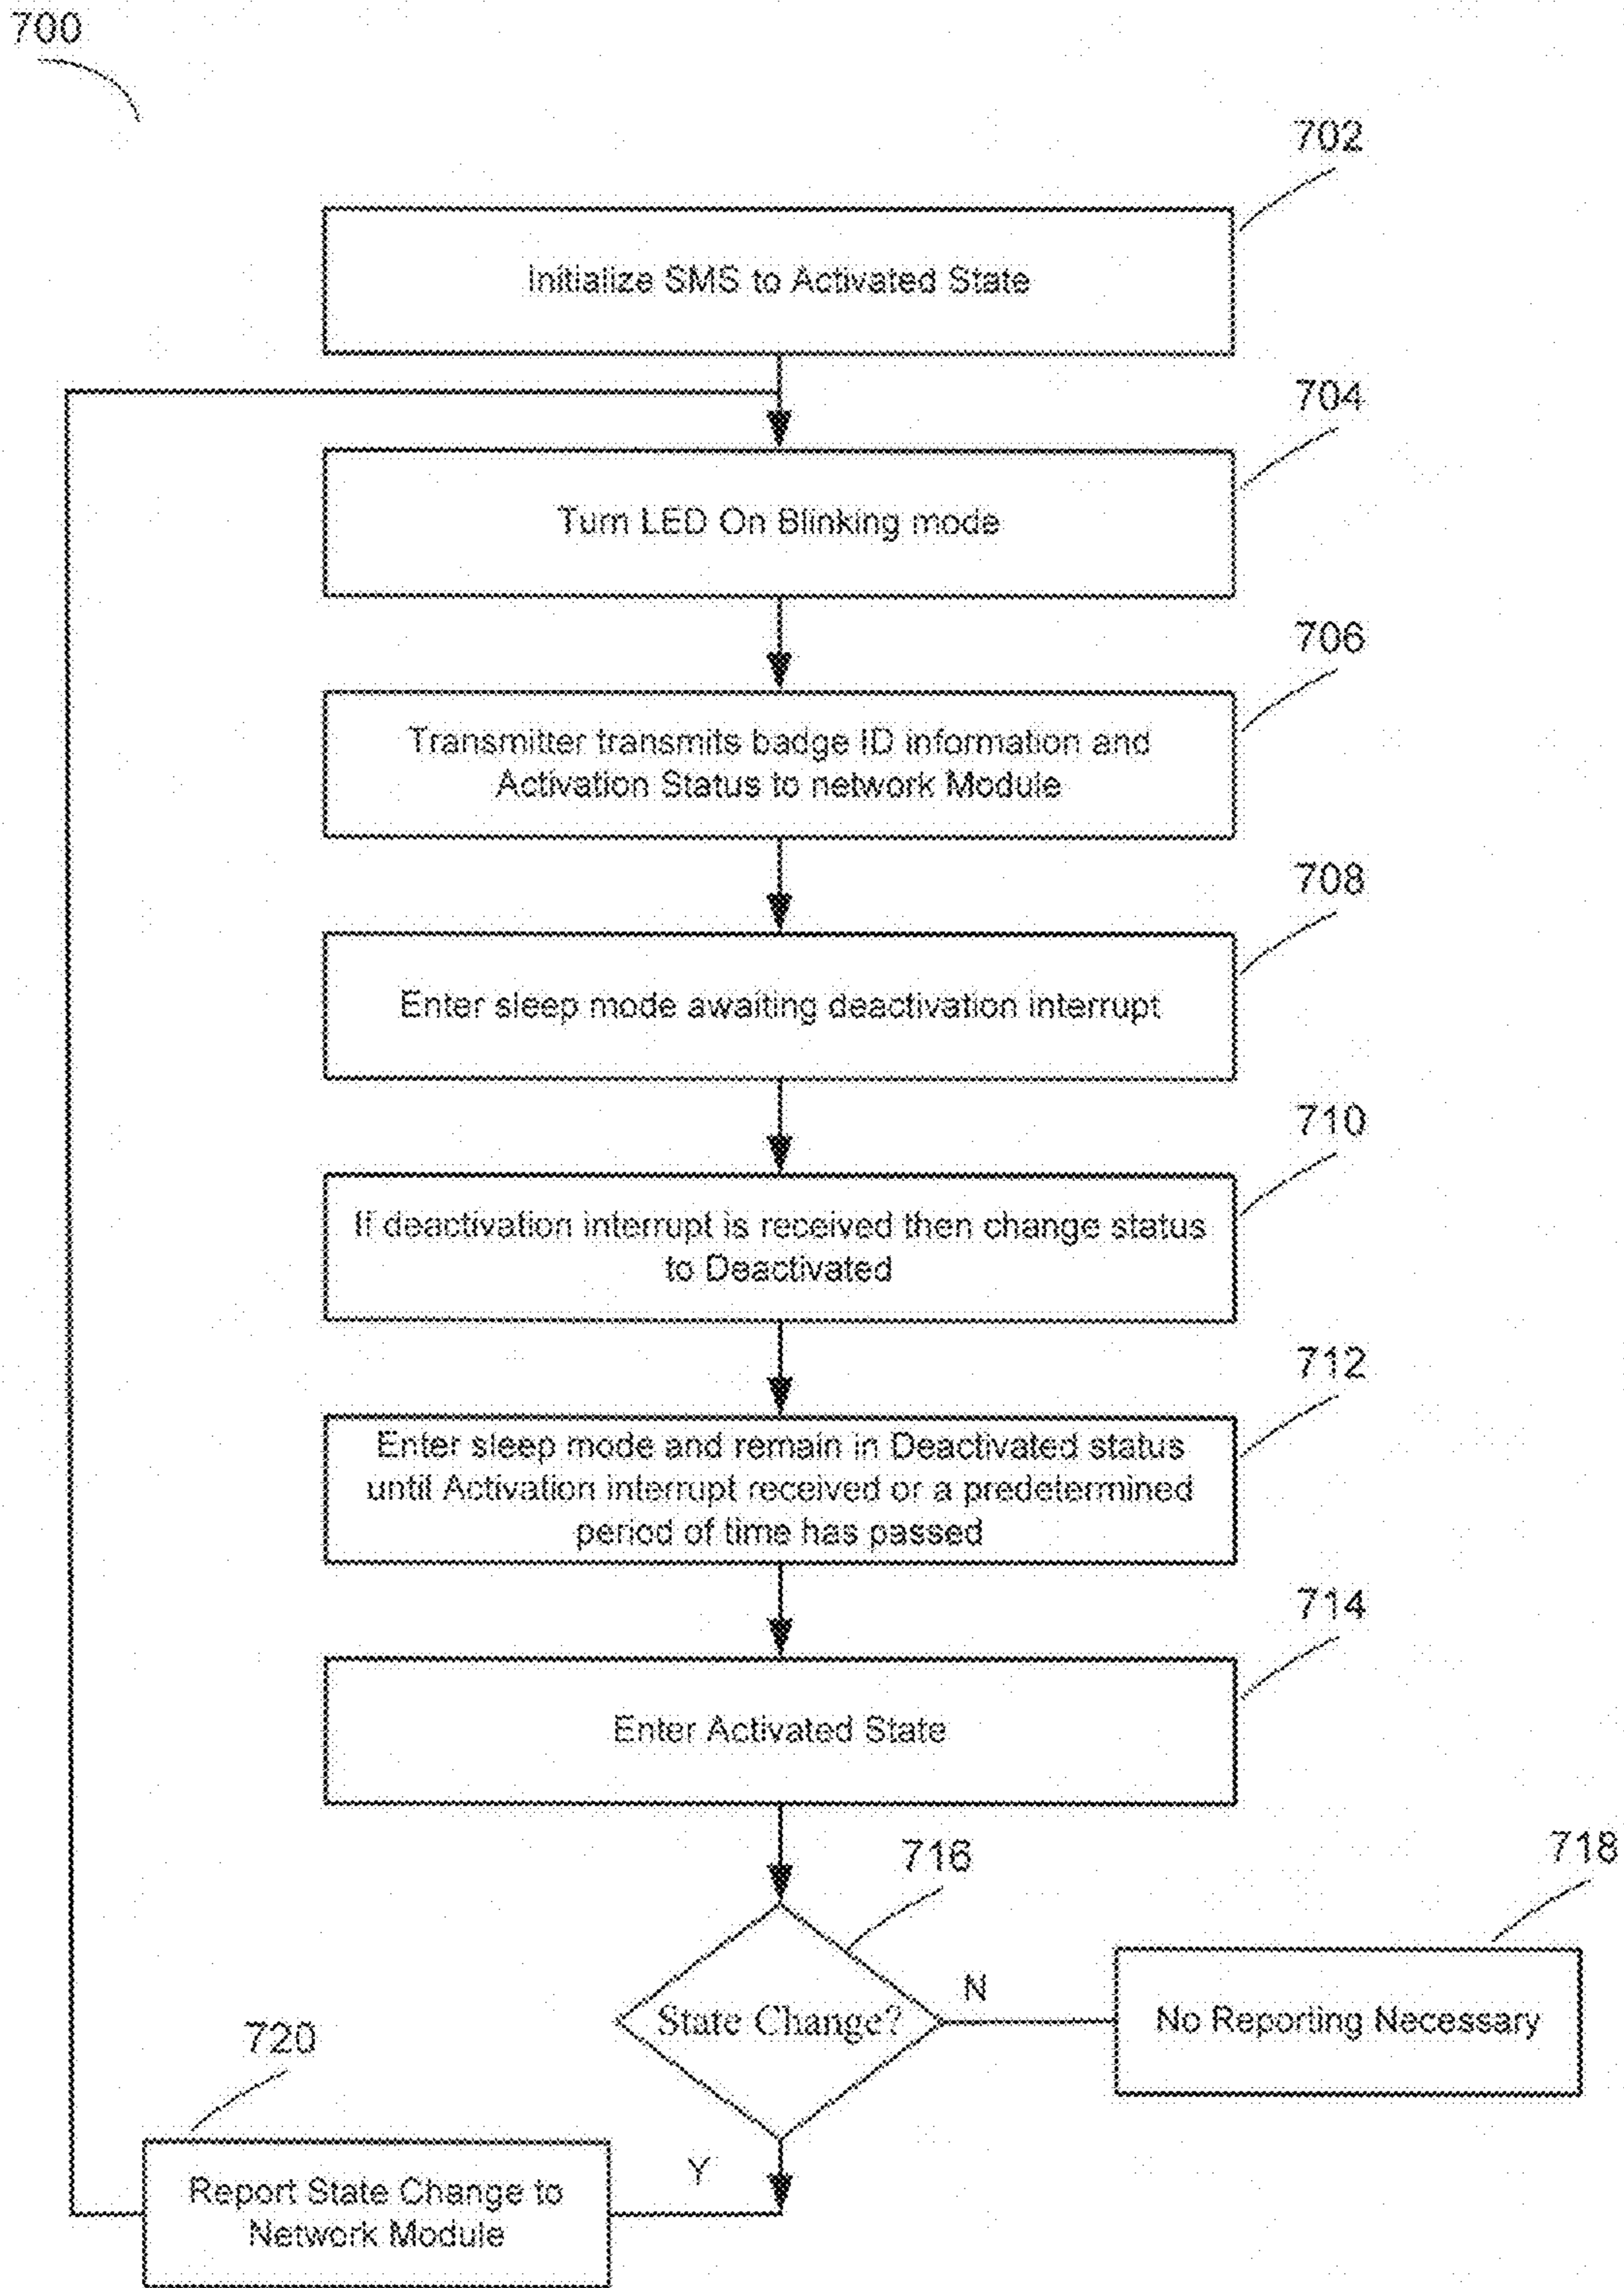 700
702
Initialize SMS to Activated State
704
Turn LED On Blinking mode
706
Transmitter transmits badge ID information and
Activation Status to network Module
708
Enter sleep mode awaiting deactivation interrupt
710
If deactivation interrupt is received then change status
to Deactivated
712
Enter sleep mode and remain in Deactivated status
until Activation interrupt received or a predetermined
period of time has passed
714
Enter Activated State
716
718
State Change?
N
No Reporting Necessary
720
Y
Report State Change to
Network Module